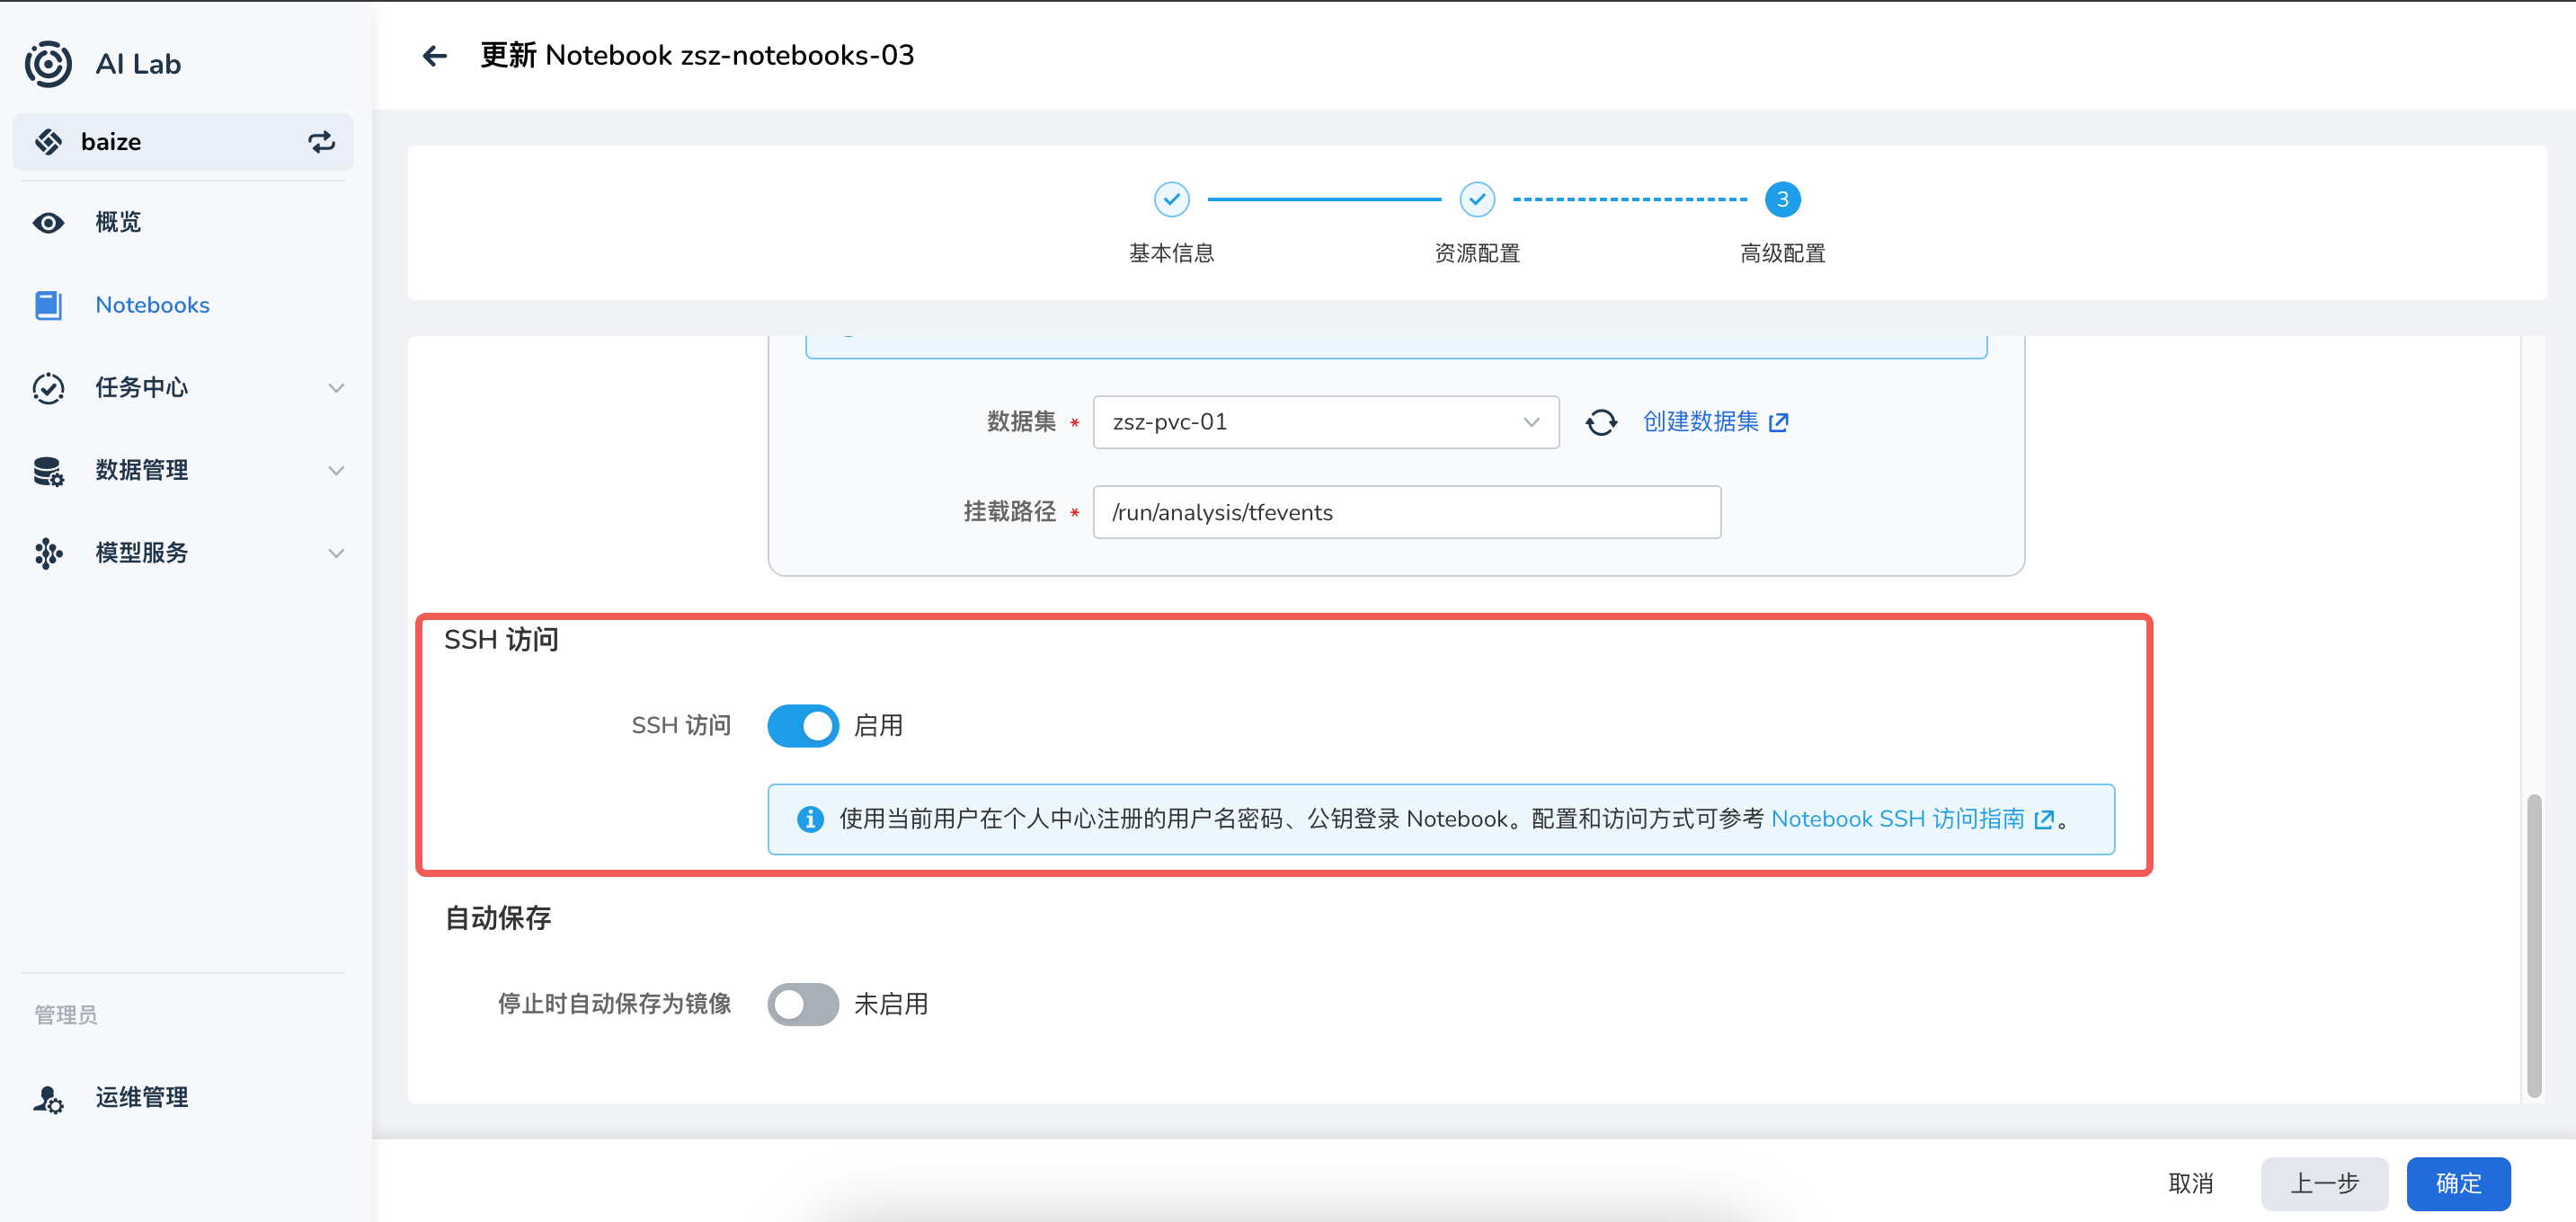 AI Lab
baize
概览
Notebooks
任务中心
数据管理
模型服务
管理员
运维管理
更新 Notebook zsz-notebooks-03
3
基本信息
资源配置
高级配置
数据集 * zsz-pvc-01 创建数据集
挂载路径 * /run/analysis/tfevents
SSH 访问
SSH 访问 启用
使用当前用户在个人中心注册的用户名密码、公钥登录 Notebook。配置和访问方式可参考 Notebook SSH 访问指南 。
自动保存
停止时自动保存为镜像 未启用
取消 上一步 确定